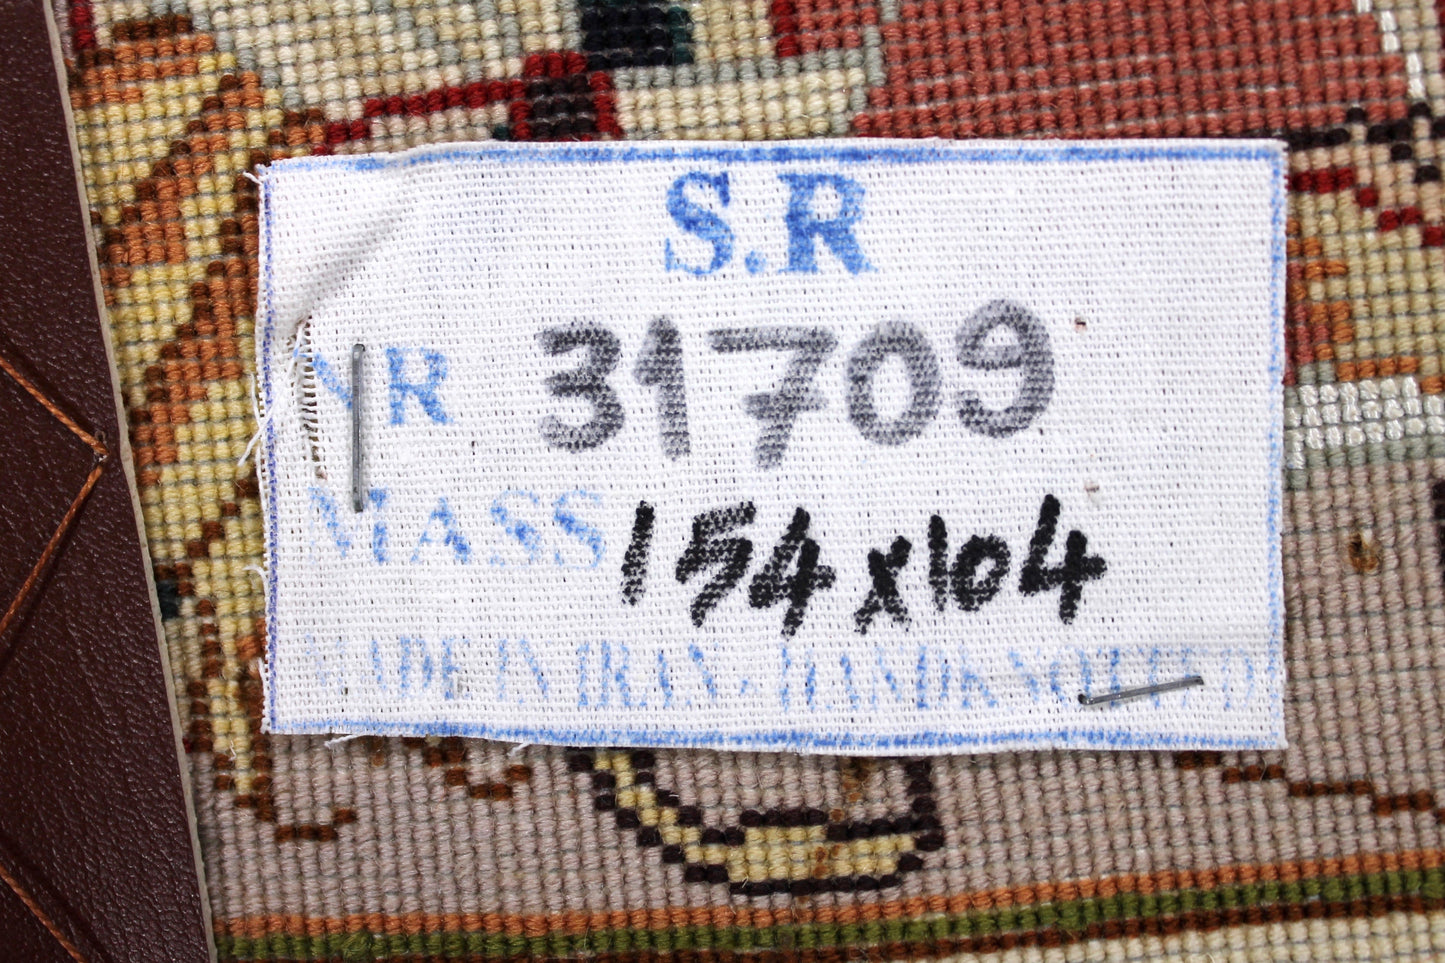 S.R
NR 31709
MASS 154x104
MADE IN IRAN - HANDKNOTTED